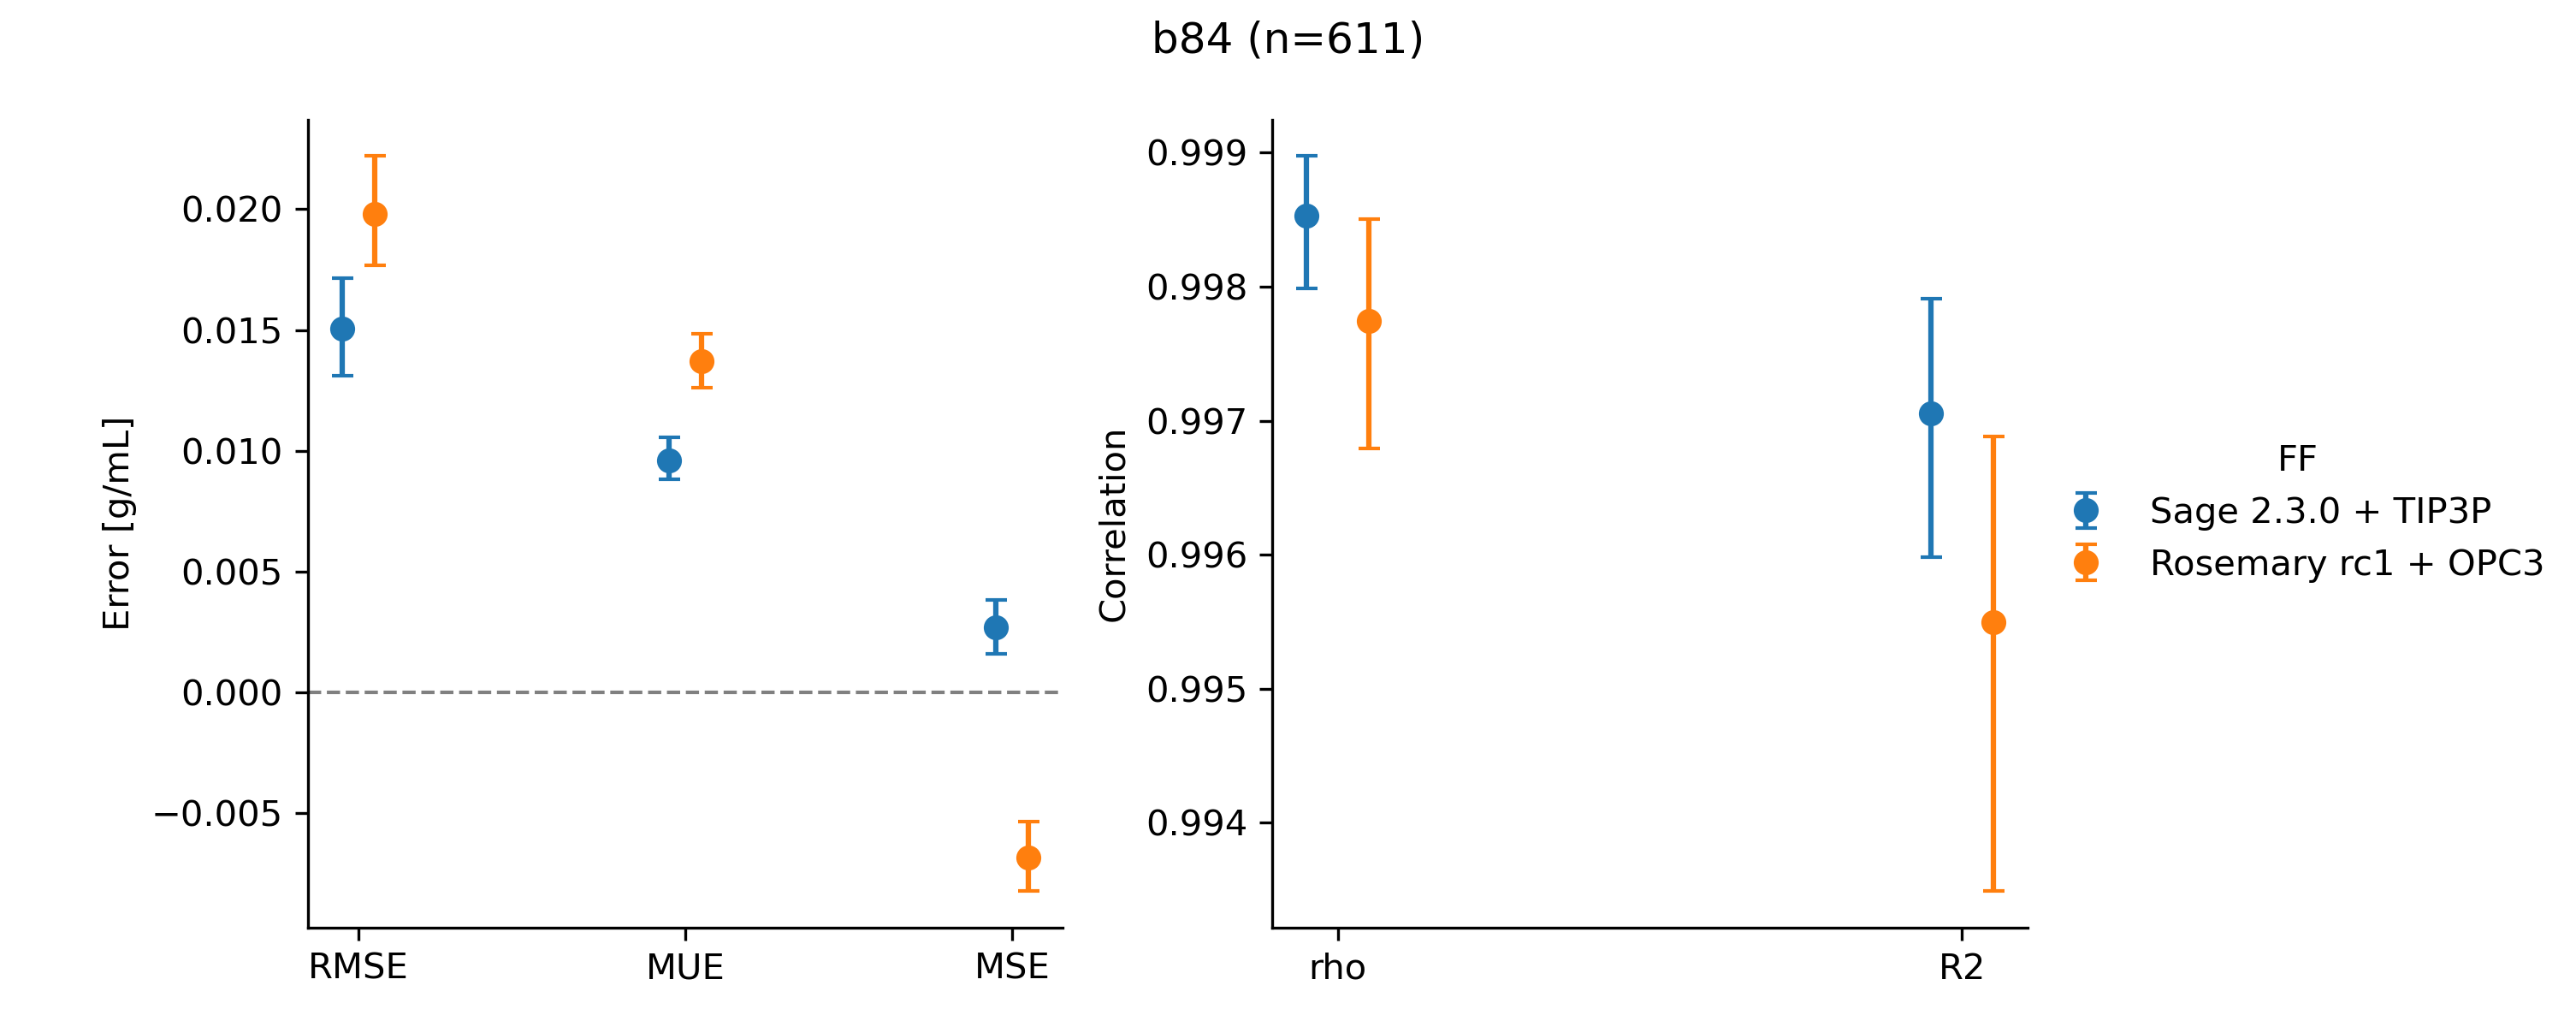 b84 (n=611)
Error [g/mL]
0.020
0.015
0.010
0.005
0.000
−0.005
RMSE
MUE
MSE
Correlation
0.999
0.998
0.997
0.996
0.995
0.994
rho
R2
FF
Sage 2.3.0 + TIP3P
Rosemary rc1 + OPC3